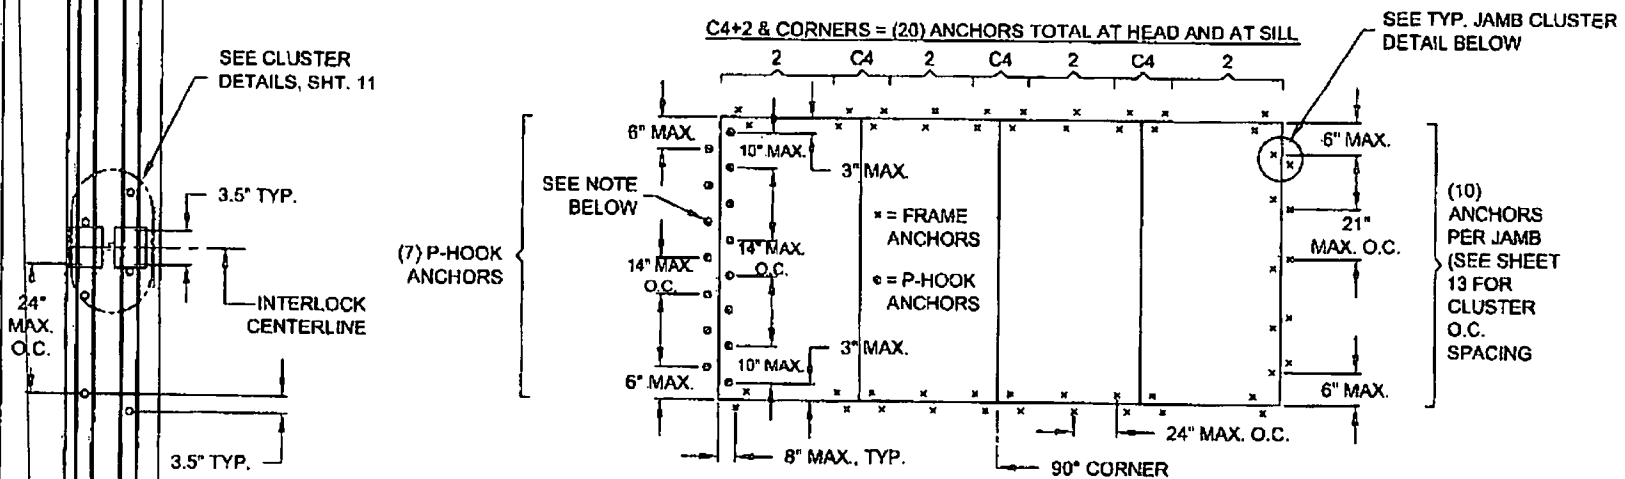 SEE CLUSTER
DETAILS, SHT. 11
3.5" TYP.
INTERLOCK
CENTERLINE
24"
MAX.
O.C.
3.5" TYP.
C4+2 & CORNERS = (20) ANCHORS TOTAL AT HEAD AND AT SILL
2 C4 2 C4 2 C4 2
SEE TYP. JAMB CLUSTER
DETAIL BELOW
6" MAX.
10" MAX.
3" MAX.
SEE NOTE
BELOW
(7) P-HOOK
ANCHORS
14" MAX.
O.C.
14" MAX.
O.C.
x = FRAME
ANCHORS
= P-HOOK
ANCHORS
3" MAX.
10" MAX.
6" MAX.
8" MAX., TYP.
90° CORNER
24" MAX. O.C.
6" MAX.
21"
MAX. O.C.
6" MAX.
(10)
ANCHORS
PER JAMB
(SEE SHEET
13 FOR
CLUSTER
O.C.
SPACING